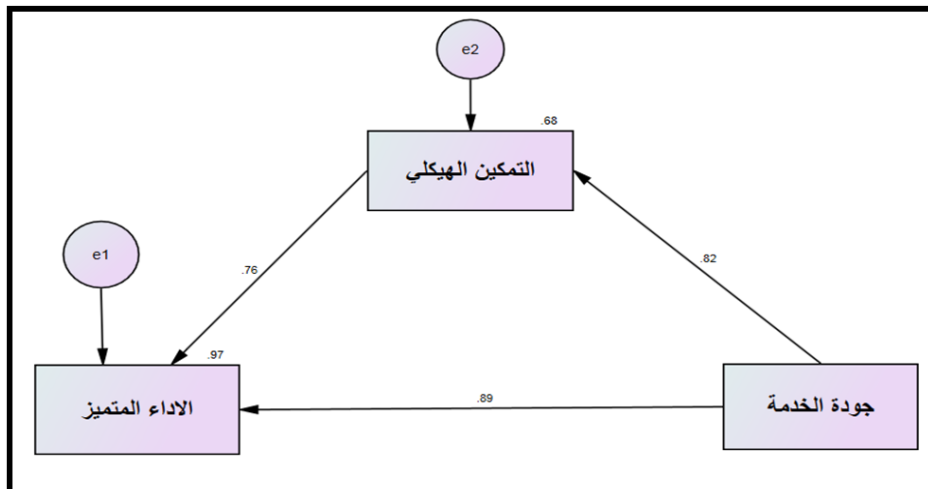 e2
.68
التمكين الهيكلي
e1
.76
.82
.97
الاداء المتميز
.89
جودة الخدمة